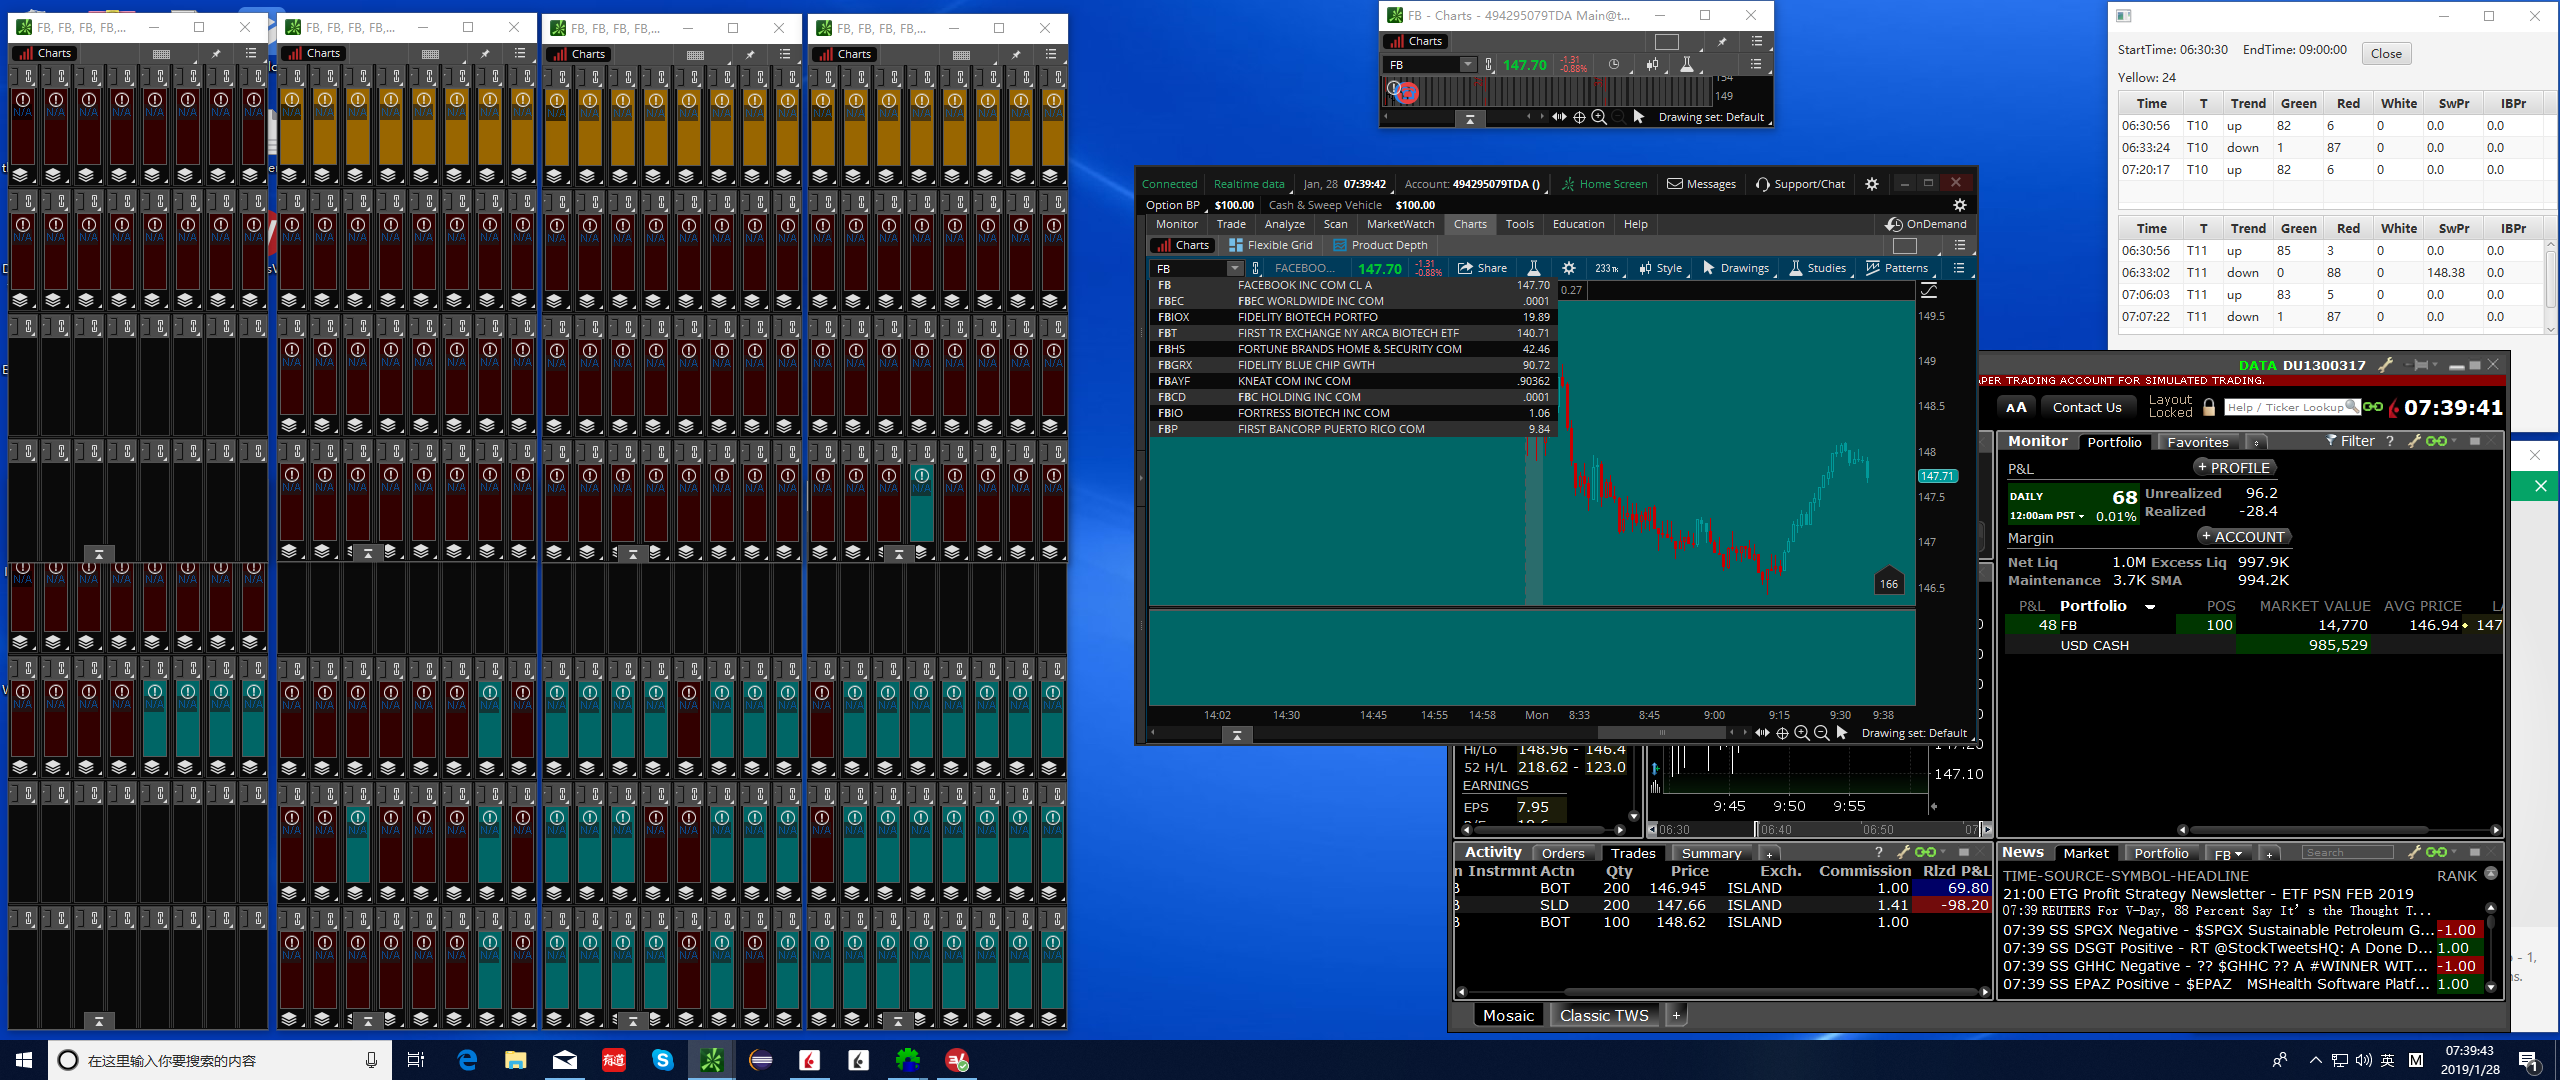 FB, FB, FB, FB,...
Charts
FB, FB, FB, FB,...
Charts
FB, FB, FB, FB,...
Charts
FB, FB, FB, FB,...
Charts
N/A
FB - Charts - 494295079TDA Main@t...
Charts
FB 147.70 -1.31 -0.88%
154
149
Drawing set: Default
StartTime: 06:30:30 EndTime: 09:00:00 Close
Yellow: 24
Time T Trend Green Red White SwPr IBPr
06:30:56 T10 up 82 6 0 0.0 0.0
06:33:24 T10 down 1 87 0 0.0 0.0
07:20:17 T10 up 82 6 0 0.0 0.0
Time T Trend Green Red White SwPr IBPr
06:30:56 T11 up 85 3 0 0.0 0.0
06:33:02 T11 down 0 88 0 148.38 0.0
07:06:03 T11 up 83 5 0 0.0 0.0
07:07:22 T11 down 1 87 0 0.0 0.0
Connected Realtime data Jan, 28 07:39:42 Account: 494295079TDA () Home Screen Messages Support/Chat
Option BP $100.00 Cash & Sweep Vehicle $100.00
Monitor Trade Analyze Scan MarketWatch Charts Tools Education Help OnDemand
Charts Flexible Grid Product Depth
FB FACEBOO... 147.70 -1.31 -0.88% Share 233 Tk Style Drawings Studies Patterns
FB FACEBOOK INC COM CL A 147.70
FBEC FBEC WORLDWIDE INC COM .0001
FBIOX FIDELITY BIOTECH PORTFO 19.89
FBT FIRST TR EXCHANGE NY ARCA BIOTECH ETF 140.71
FBHS FORTUNE BRANDS HOME & SECURITY COM 42.46
FBGRX FIDELITY BLUE CHIP GWTH 90.72
FBAYF KNEAT COM INC COM .90362
FBCD FBC HOLDING INC COM .0001
FBIO FORTRESS BIOTECH INC COM 1.06
FBP FIRST BANCORP PUERTO RICO COM 9.84
0.27
149.5
149
148.5
148
147.71
147.5
147
146.5
166
14:02 14:30 14:45 14:55 14:58 Mon 8:33 8:45 9:00 9:15 9:30 9:38
Drawing set: Default
DATA DU1300317
APER TRADING ACCOUNT FOR SIMULATED TRADING.
AA Contact Us Layout Locked Help / Ticker Lookup 07:39:41
Monitor Portfolio Favorites + Filter ?
P&L + PROFILE
DAILY 68 Unrealized 96.2
12:00am PST 0.01% Realized -28.4
Margin + ACCOUNT
Net Liq 1.0M Excess Liq 997.9K
Maintenance 3.7K SMA 994.2K
P&L Portfolio POS MARKET VALUE AVG PRICE LA
48 FB 100 14,770 146.94 147
USD CASH 985,529
Hi/Lo 148.96 - 146.4
52 H/L 218.62 - 123.0
EARNINGS
EPS 7.95
147.20
147.10
9:45 9:50 9:55
06:30 06:40 06:50 07
Activity Orders Trades Summary + ?
n Instrmnt Actn Qty Price Exch. Commission Rlzd P&L
B BOT 200 146.945 ISLAND 1.00 69.80
B SLD 200 147.66 ISLAND 1.41 -98.20
B BOT 100 148.62 ISLAND 1.00
News Market Portfolio FB + Search
TIME-SOURCE-SYMBOL-HEADLINE RANK
21:00 ETG Profit Strategy Newsletter - ETF PSN FEB 2019
07:39 REUTERS For V-Day, 88 Percent Say It's the Thought T...
07:39 SS SPGX Negative - $SPGX Sustainable Petroleum G... -1.00
07:39 SS DSGT Positive - RT @StockTweetsHQ: A Done D... 1.00
07:39 SS GHHC Negative - ?? $GHHC ?? A #WINNER WIT... -1.00
07:39 SS EPAZ Positive - $EPAZ MSHealth Software Platf... 1.00
Mosaic Classic TWS +
在这里输入你要搜索的内容
有道
英 M
07:39:43
2019/1/28
1